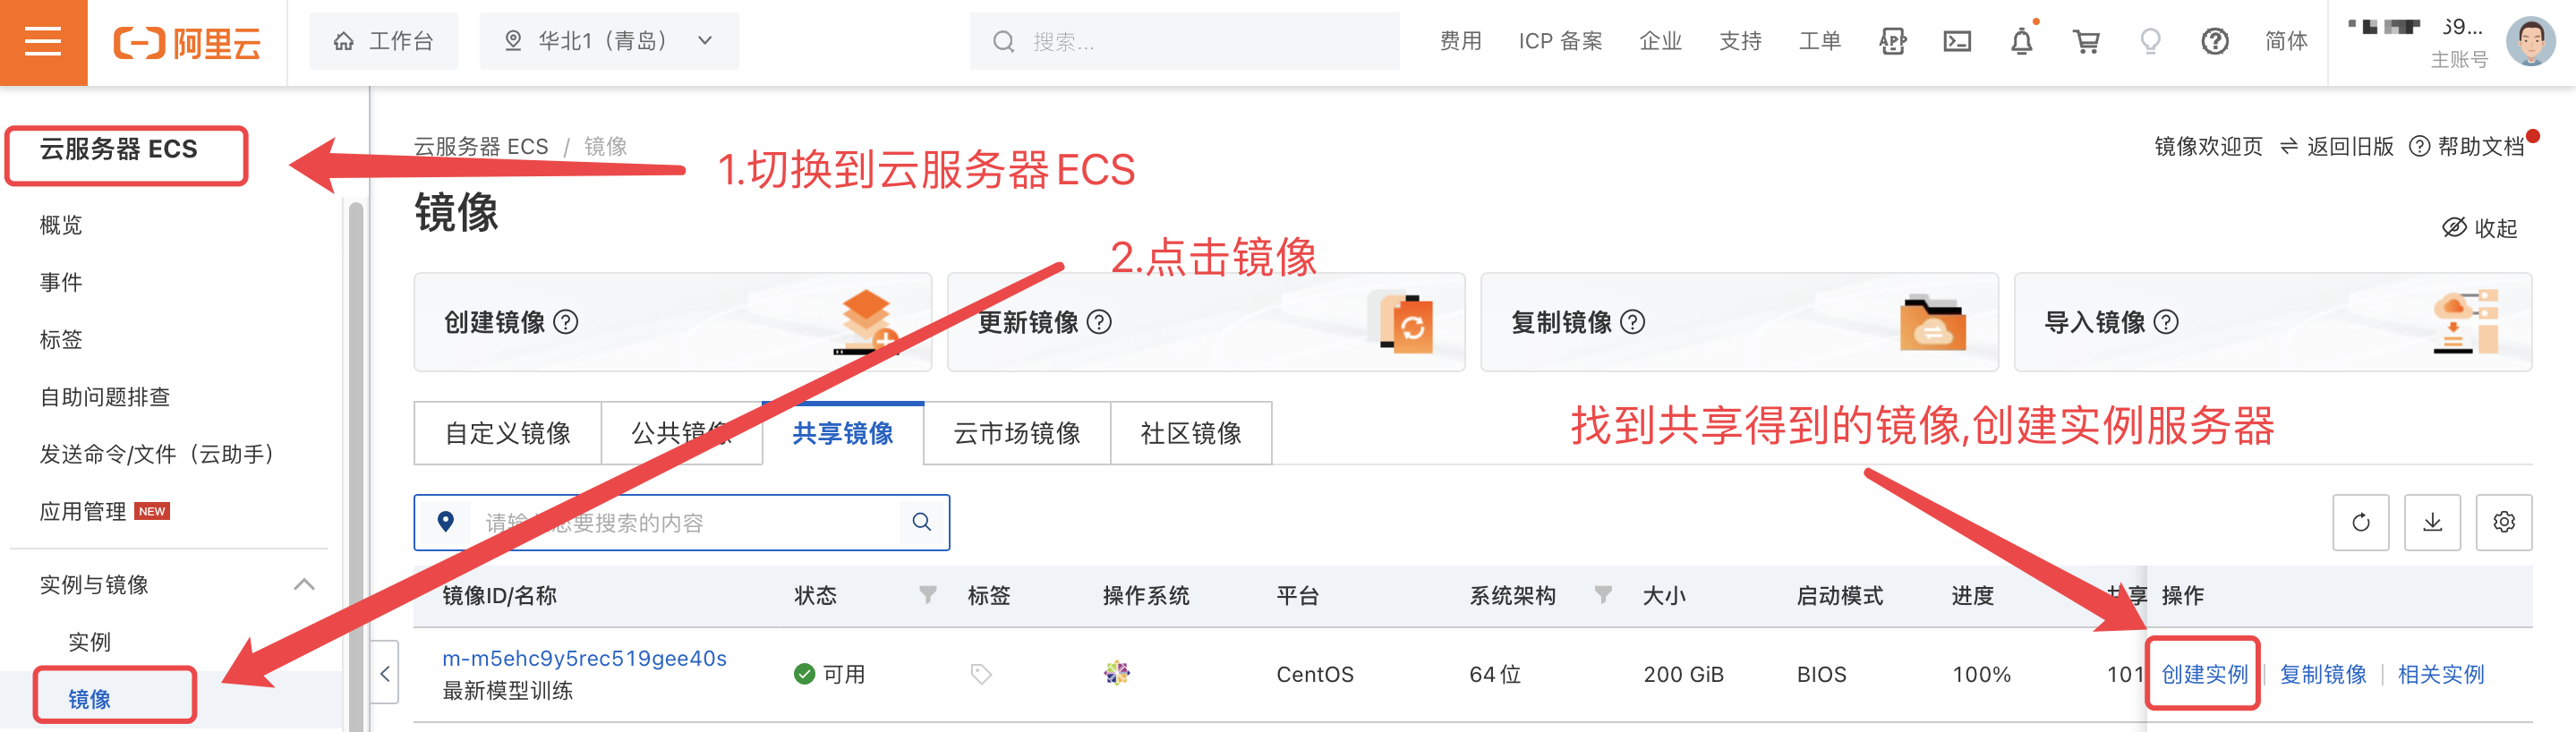 阿里云
工作台
华北1（青岛）
搜索...
费用
ICP 备案
企业
支持
工单
APP
简体
69...
主账号
云服务器 ECS
概览
事件
标签
自助问题排查
发送命令/文件（云助手）
应用管理 NEW
实例与镜像
实例
镜像
云服务器 ECS / 镜像
1.切换到云服务器ECS
镜像欢迎页
返回旧版
帮助文档
镜像
2.点击镜像
收起
创建镜像
更新镜像
复制镜像
导入镜像
自定义镜像
公共镜像
共享镜像
云市场镜像
社区镜像
找到共享得到的镜像,创建实例服务器
请输 您要搜索的内容
镜像ID/名称 状态 标签 操作系统 平台 系统架构 大小 启动模式 进度 共享 操作
m-m5ehc9y5rec519gee40s
最新模型训练
可用
CentOS
64 位
200 GiB
BIOS
100%
101
创建实例
复制镜像
相关实例